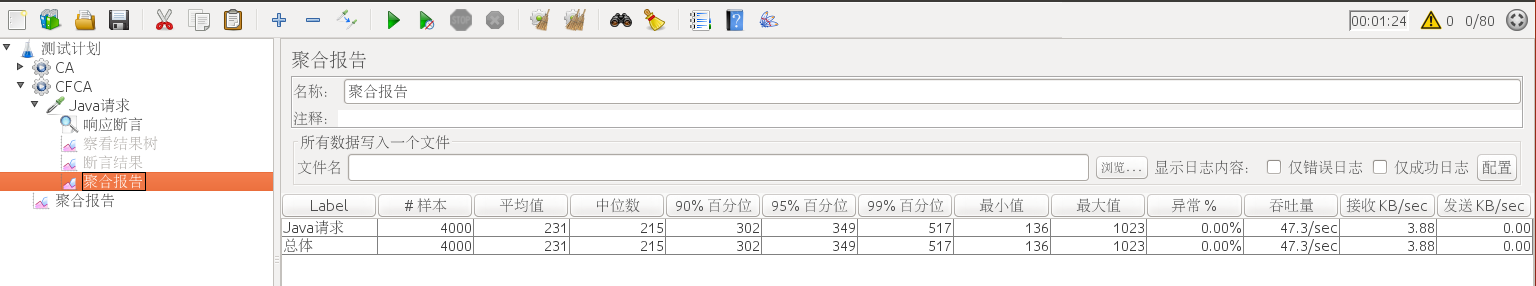 00:01:24 0 0/80
测试计划
CA
CFCA
Java请求
响应断言
察看结果树
断言结果
聚合报告
聚合报告
聚合报告
名称: 聚合报告
注释:
所有数据写入一个文件
文件名 浏览... 显示日志内容: 仅错误日志 仅成功日志 配置
Label # 样本 平均值 中位数 90% 百分位 95% 百分位 99% 百分位 最小值 最大值 异常 % 吞吐量 接收 KB/sec 发送 KB/sec
Java请求 4000 231 215 302 349 517 136 1023 0.00% 47.3/sec 3.88 0.00
总体 4000 231 215 302 349 517 136 1023 0.00% 47.3/sec 3.88 0.00